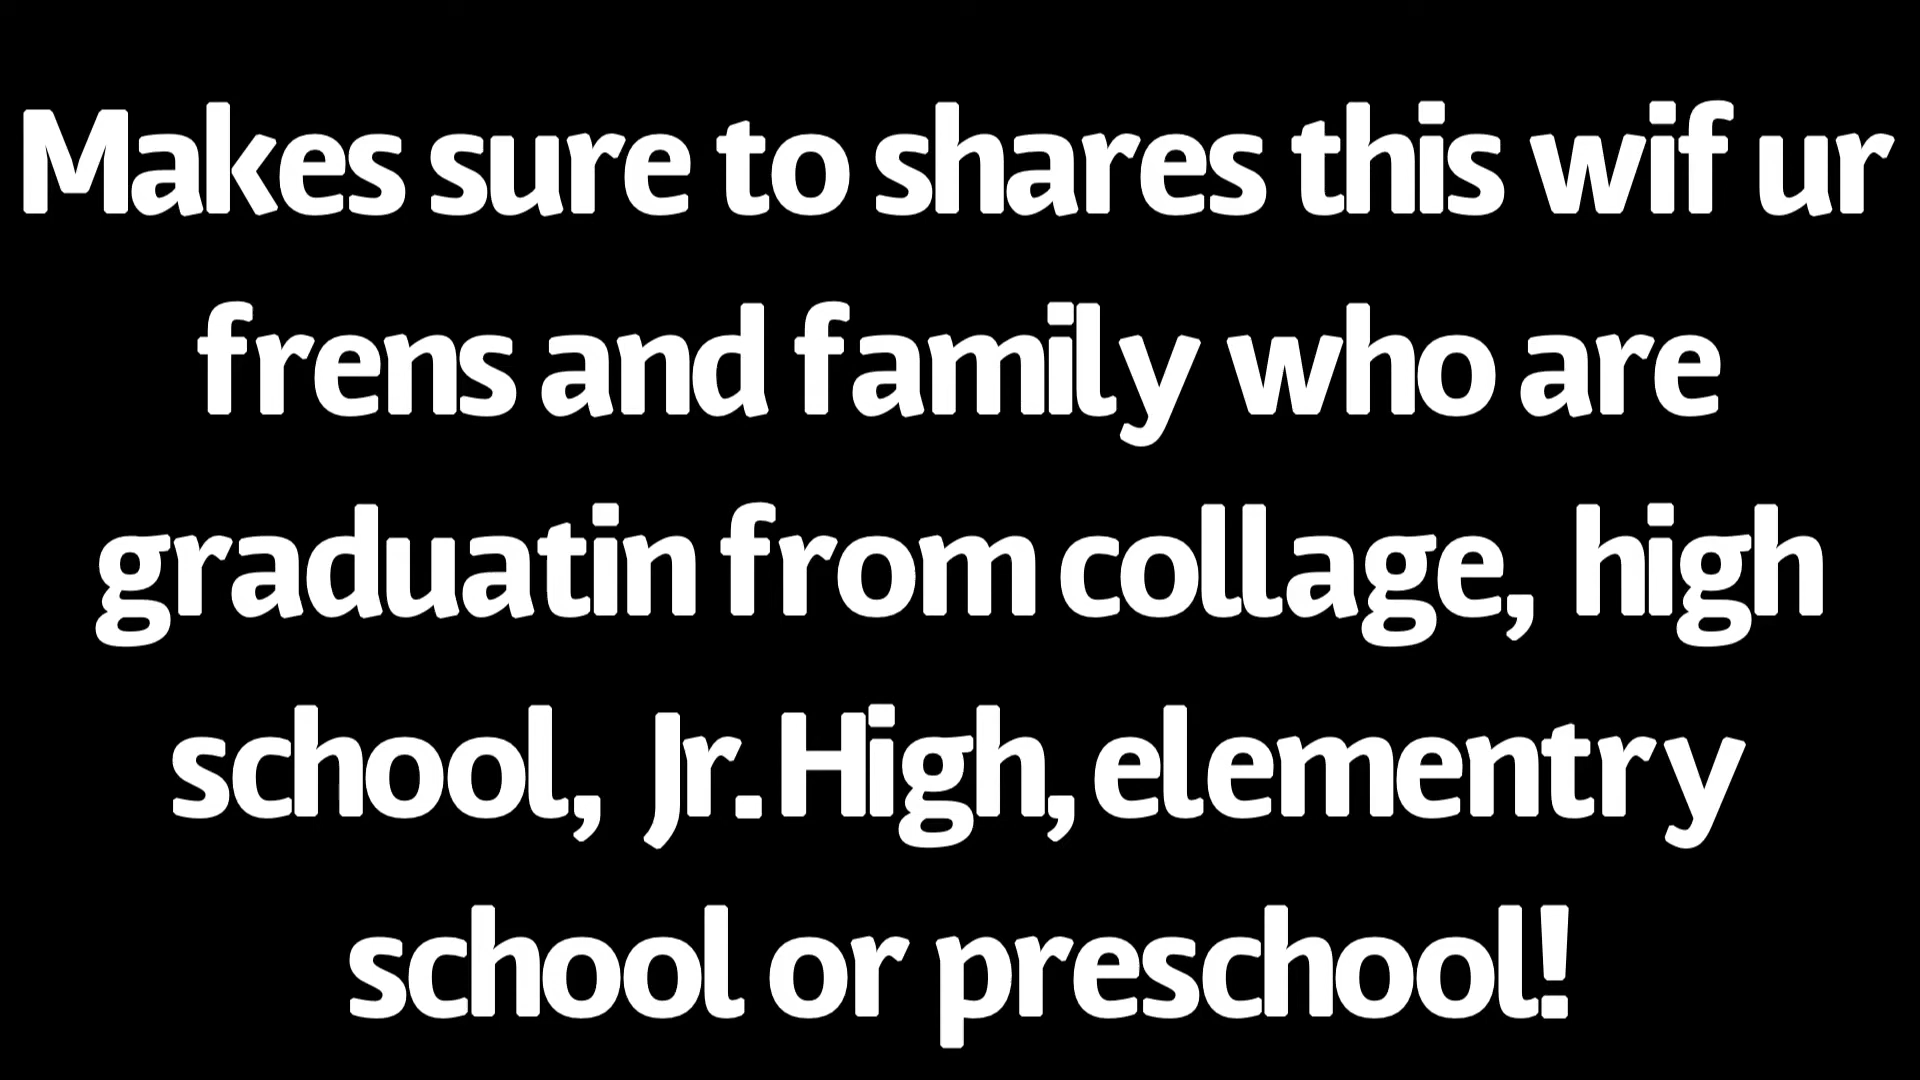 Makes sure to shares this wif ur
frens and family who are
graduatin from collage, high
school, Jr. High, elementry
school or preschool!